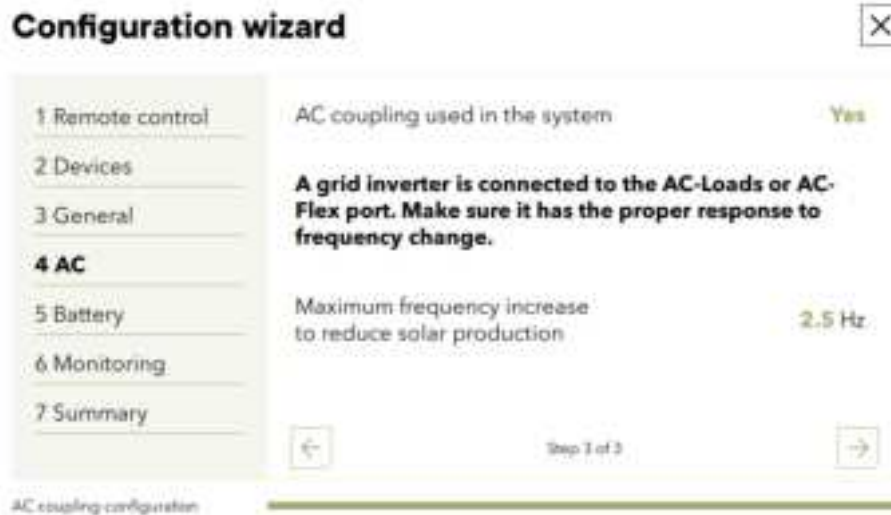 Configuration wizard
1 Remote control
2 Devices
3 General
4 AC
5 Battery
6 Monitoring
7 Summary
AC coupling used in the system Yes
A grid inverter is connected to the AC-Loads or AC-
Flex port. Make sure it has the proper response to
frequency change.
Maximum frequency increase
to reduce solar production
2.5 Hz
Step 3 of 3
AC coupling configuration